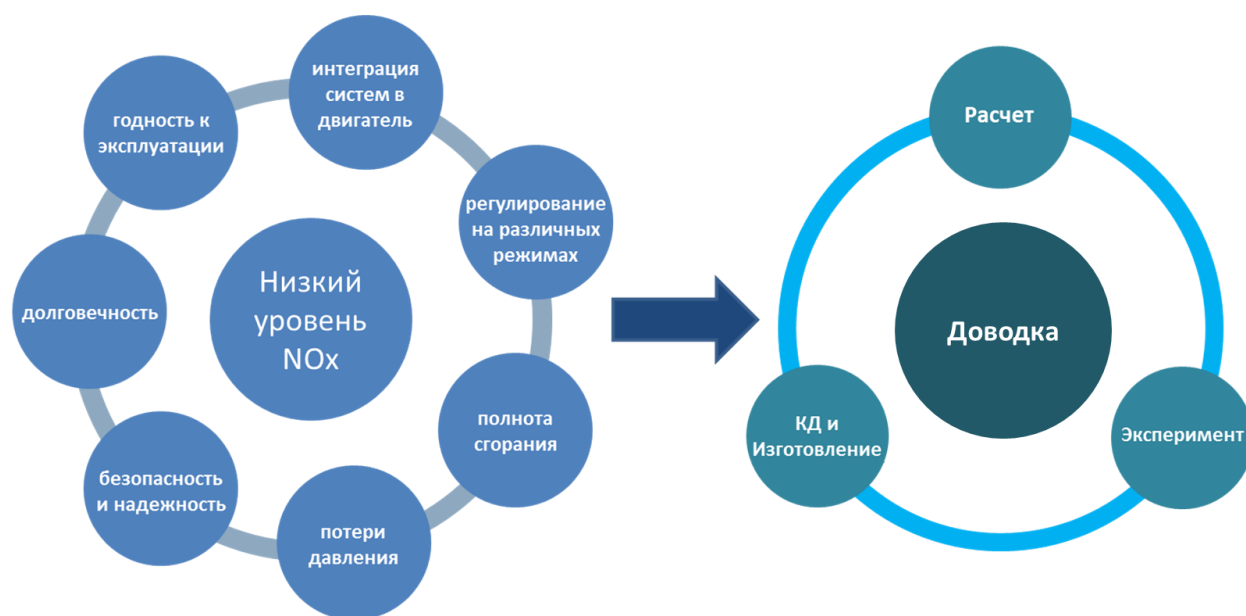 интеграция
систем в
двигатель
годность к
эксплуатации
регулирование
на различных
режимах
долговечность
Низкий
уровень
NOx
полнота
сгорания
безопасность
и надежность
потери
давления
Расчет
Доводка
КД и
Изготовление
Эксперимент